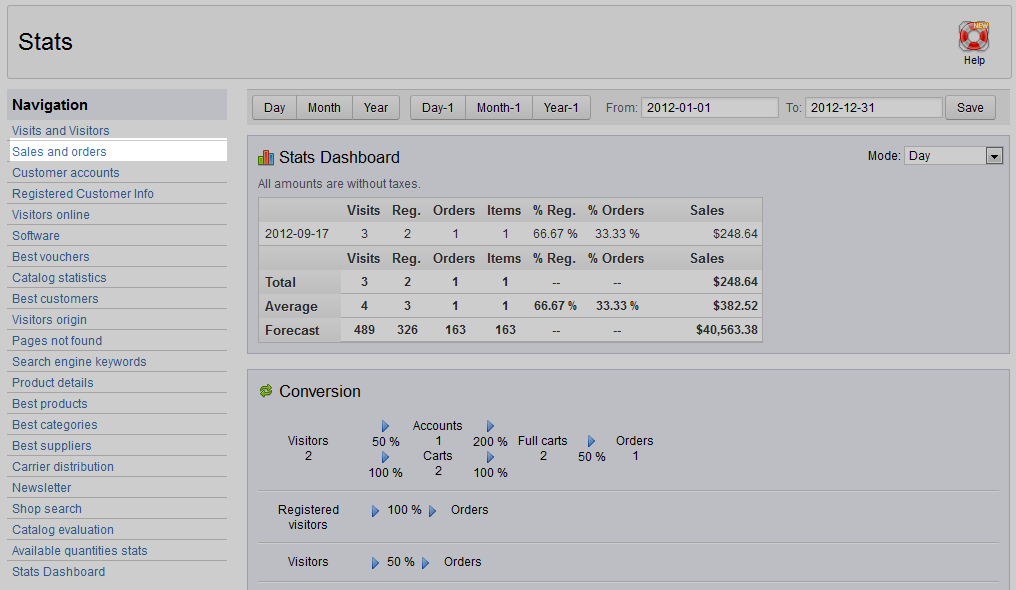 Stats
NEW
Help
Navigation
Visits and Visitors
Sales and orders
Customer accounts
Registered Customer Info
Visitors online
Software
Best vouchers
Catalog statistics
Best customers
Visitors origin
Pages not found
Search engine keywords
Product details
Best products
Best categories
Best suppliers
Carrier distribution
Newsletter
Shop search
Catalog evaluation
Available quantities stats
Stats Dashboard
Day Month Year Day-1 Month-1 Year-1 From: 2012-01-01 To: 2012-12-31 Save
Stats Dashboard Mode: Day
All amounts are without taxes.
Visits Reg. Orders Items % Reg. % Orders Sales
2012-09-17 3 2 1 1 66.67 % 33.33 % $248.64
Visits Reg. Orders Items % Reg. % Orders Sales
Total 3 2 1 1 -- -- $248.64
Average 4 3 1 1 66.67 % 33.33 % $382.52
Forecast 489 326 163 163 -- -- $40,563.38
Conversion
Accounts
Visitors 50 % 1 200 % Full carts Orders
2 Carts 2 50 % 1
100 % 2 100 %
Registered 100 % Orders
visitors
Visitors 50 % Orders